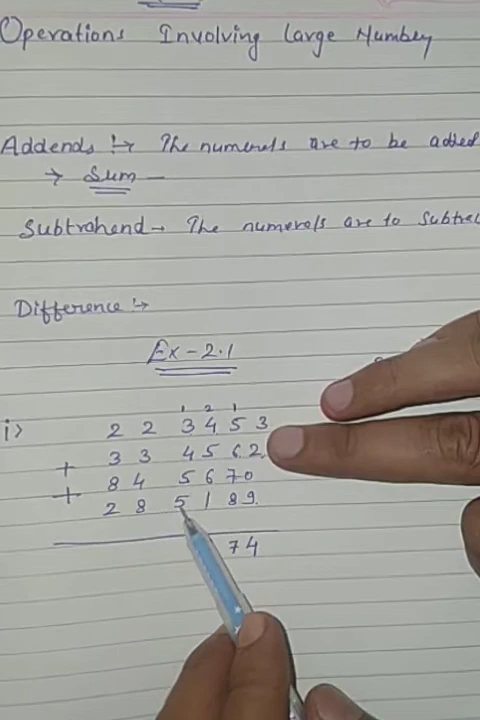 Operations Involving Large Number
Addends :→ The numerals are to be added
→ Sum —
Subtrahend → The numerals are to subtrac
Difference :→
Ex - 2.1
1 2 1
i> 2 2 3 4 5 3
+ 3 3 4 5 6 2
+ 8 4 5 6 7 0
2 8 5 1 8 9
7 4